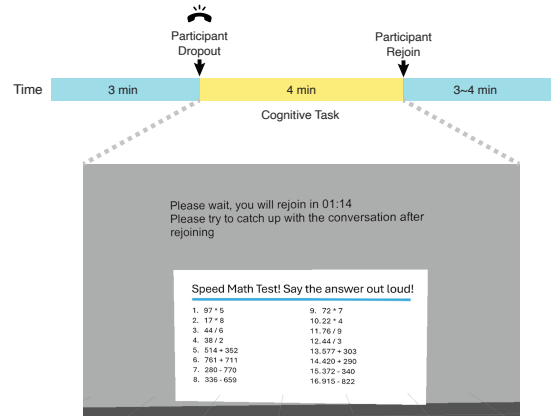 Participant
Dropout
Participant
Rejoin
Time
3 min
4 min
3~4 min
Cognitive Task
Please wait, you will rejoin in 01:14
Please try to catch up with the conversation after
rejoining
Speed Math Test! Say the answer out loud!
1. 97 * 5
2. 17 * 8
3. 44 / 6
4. 38 / 2
5. 514 + 352
6. 761 + 711
7. 280 - 770
8. 336 - 659
9. 72 * 7
10. 22 * 4
11. 76 / 9
12. 44 / 3
13. 577 + 303
14. 420 + 290
15. 372 - 340
16. 915 - 822